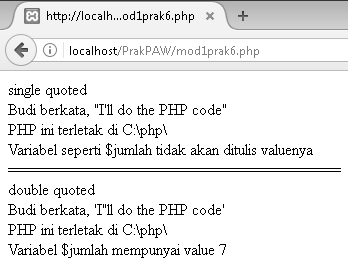 http://localh...od1prak6.php
localhost/PrakPAW/mod1prak6.php
single quoted
Budi berkata, "I'll do the PHP code"
PHP ini terletak di C:\php\
Variabel seperti $jumlah tidak akan ditulis valuenya
==========================================
double quoted
Budi berkata, 'I"ll do the PHP code'
PHP ini terletak di C:\php\
Variabel $jumlah mempunyai value 7